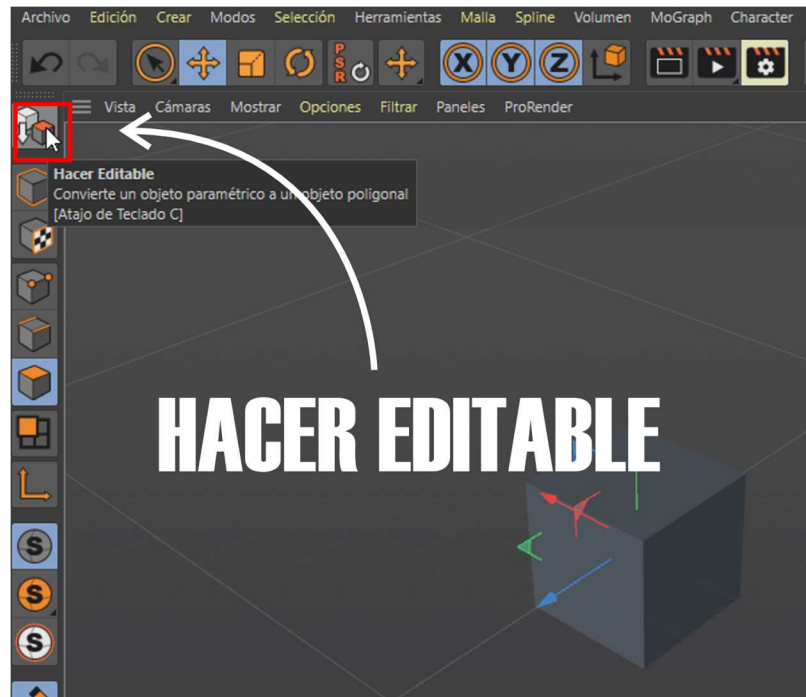 Archivo Edición Crear Modos Selección Herramientas Malla Spline Volumen MoGraph Character
P
S
R
X Y Z
Vista Cámaras Mostrar Opciones Filtrar Paneles ProRender
Hacer Editable
Convierte un objeto paramétrico a un objeto poligonal
[Atajo de Teclado C]
HACER EDITABLE
S
S
S